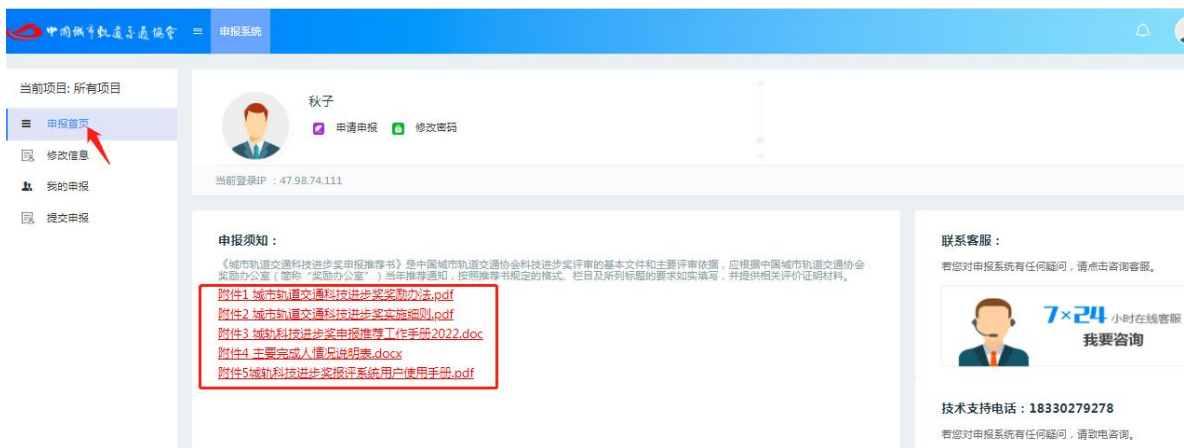 中国城市轨道交通协会
申报系统
当前项目: 所有项目
申报首页
修改信息
我的申报
提交申报
秋子
申请申报 修改密码
当前登录IP ：47.98.74.111
申报须知：
《城市轨道交通科技进步奖申报推荐书》是中国城市轨道交通协会科技进步奖评审的基本文件和主要评审依据，应根据中国城市轨道交通协会
奖励办公室（简称“奖励办公室”）当年推荐通知，按照推荐书规定的格式、栏目及所列标题的要求如实填写，并提供相关评价证明材料。
附件1 城市轨道交通科技进步奖奖励办法.pdf
附件2 城市轨道交通科技进步奖实施细则.pdf
附件3 城轨科技进步奖申报推荐工作手册2022.doc
附件4 主要完成人情况说明表.docx
附件5城轨科技进步奖报评系统用户使用手册.pdf
联系客服：
若您对申报系统有任何疑问，请点击咨询客服。
7×24 小时在线客服
我要咨询
技术支持电话：18330279278
若您对申报系统有任何疑问，请致电咨询。